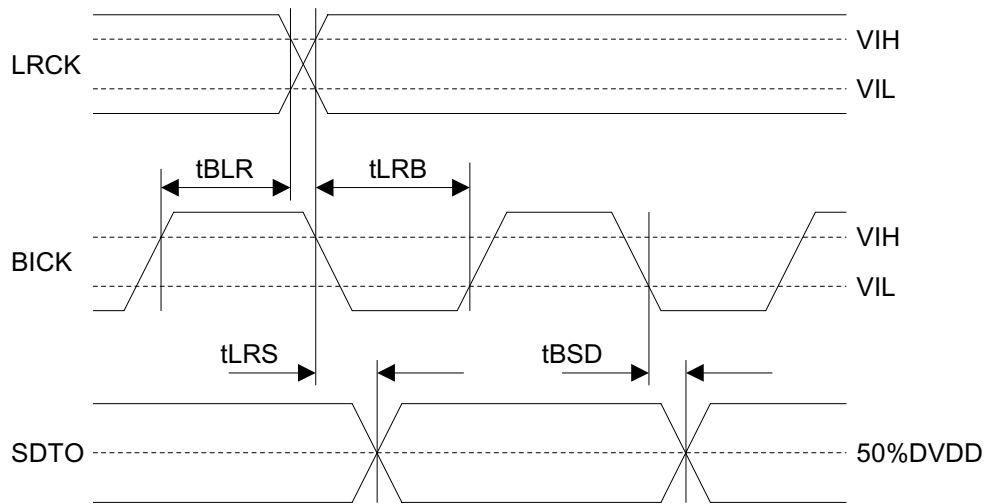 LRCK
VIH
VIL
tBLR
tLRB
BICK
VIH
VIL
tLRS
tBSD
SDTO
50%DVDD